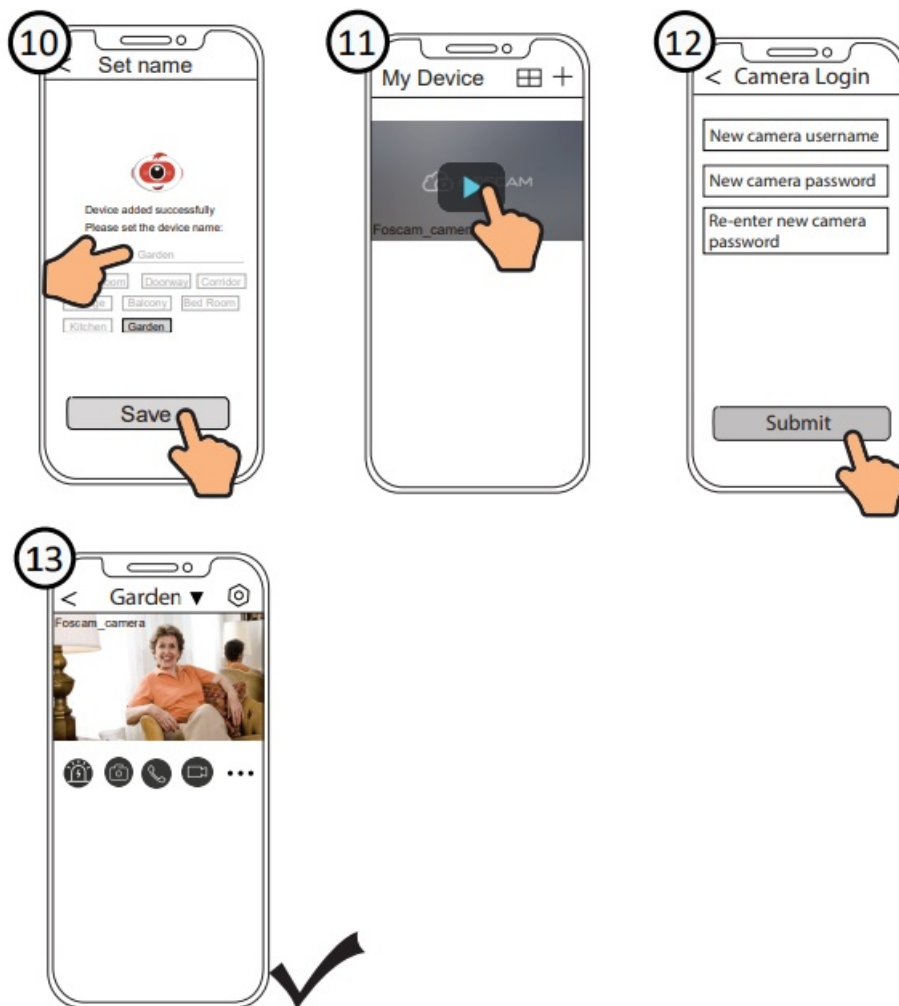 10
< Set name
Device added successfully
Please set the device name:
Garden
Doorway Corridor
Balcony Bed Room
Kitchen Garden
Save
11
My Device +
Foscam_camer
12
< Camera Login
New camera username
New camera password
Re-enter new camera
password
Submit
13
< Garden ▼
Foscam_camera